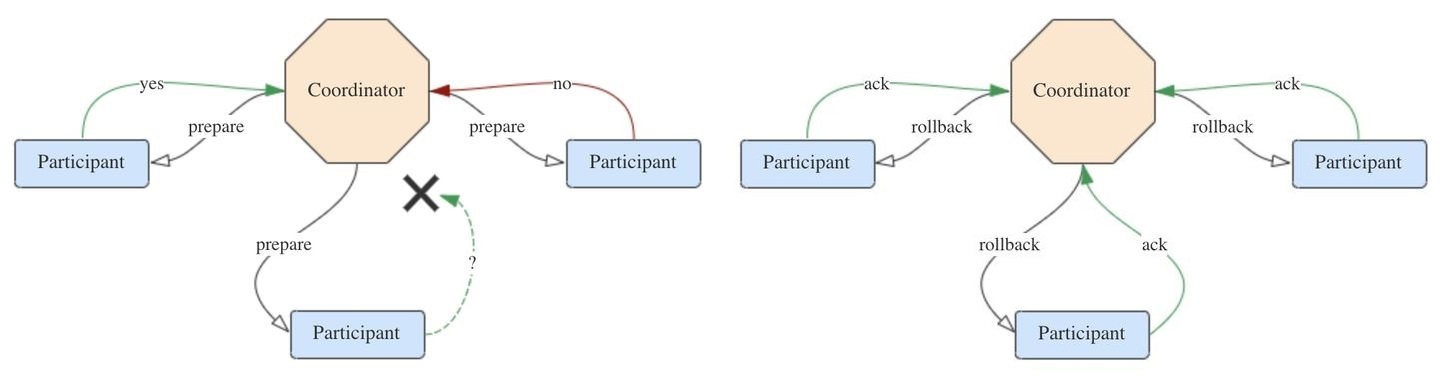 Coordinator
yes
no
prepare
prepare
Participant
Participant
prepare
?
Participant
Coordinator
ack
ack
rollback
rollback
Participant
Participant
rollback
ack
Participant